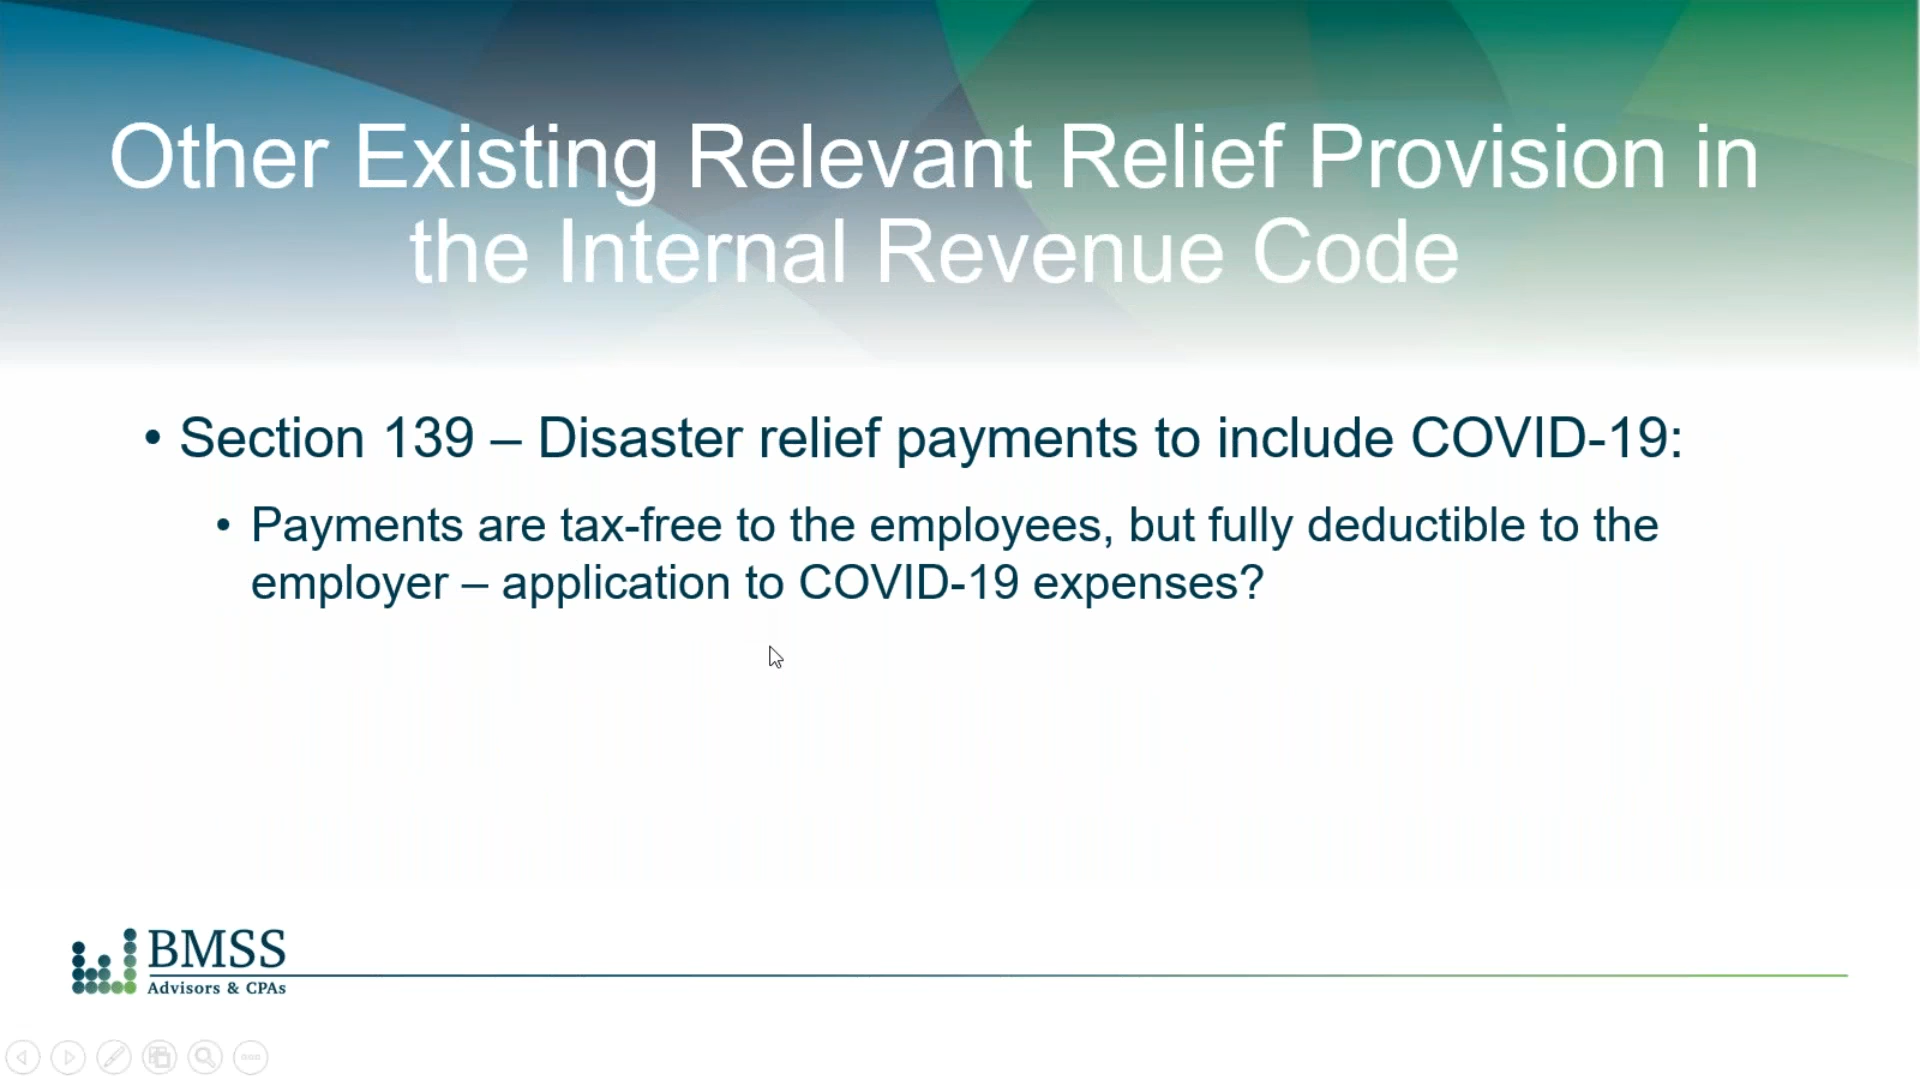 Other Existing Relevant Relief Provision in
the Internal Revenue Code
• Section 139 – Disaster relief payments to include COVID-19:
• Payments are tax-free to the employees, but fully deductible to the
employer – application to COVID-19 expenses?
BMSS
Advisors & CPAs